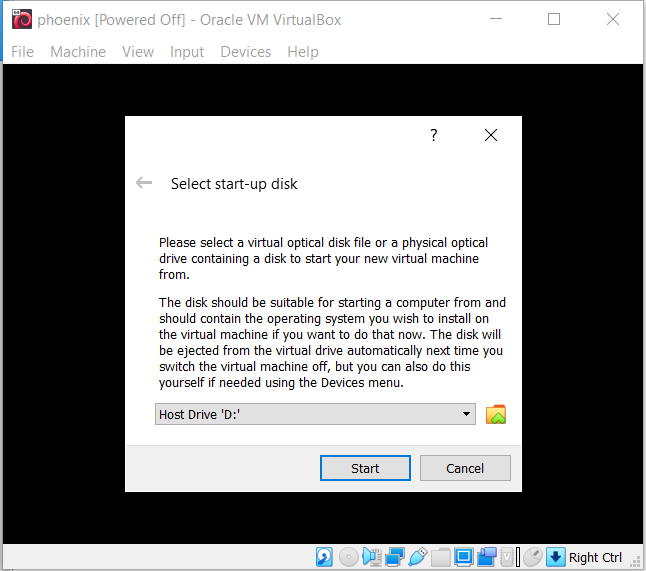 phoenix [Powered Off] - Oracle VM VirtualBox
File Machine View Input Devices Help
?
Select start-up disk
Please select a virtual optical disk file or a physical optical
drive containing a disk to start your new virtual machine
from.
The disk should be suitable for starting a computer from and
should contain the operating system you wish to install on
the virtual machine if you want to do that now. The disk will
be ejected from the virtual drive automatically next time you
switch the virtual machine off, but you can also do this
yourself if needed using the Devices menu.
Host Drive 'D:'
Start Cancel
Right Ctrl